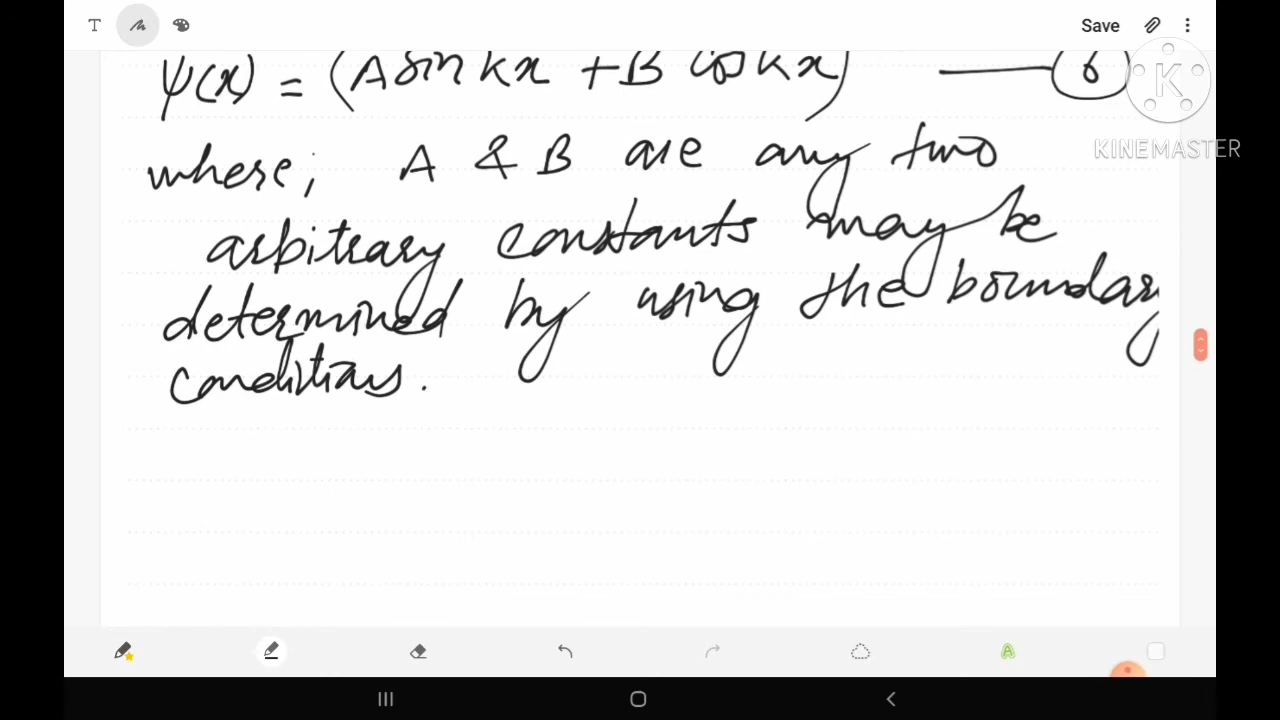 T
Save
ψ(x) = (A sin kx + B cos kx) — 6
K
KINEMASTER
where, A & B are any two
arbitrary constants may be
determined by using the boundary
conditions.
A